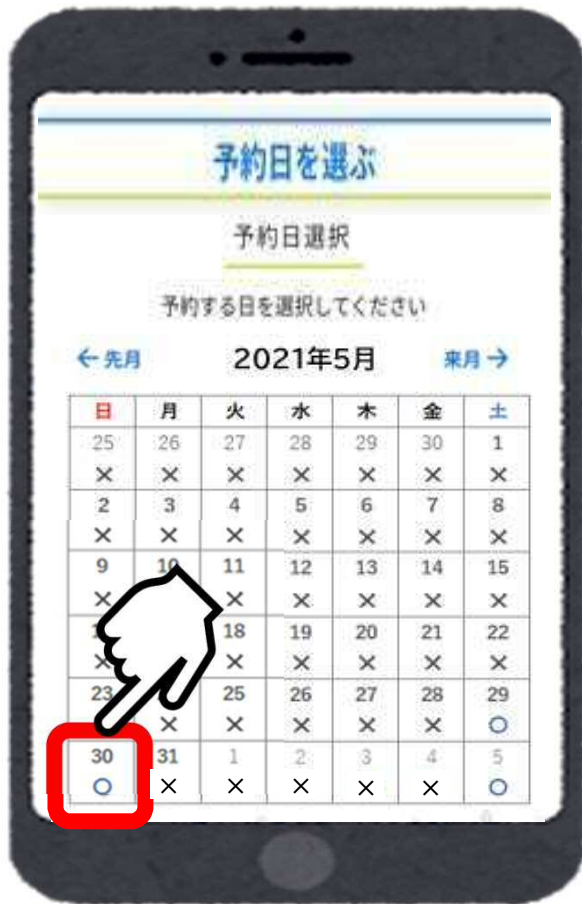 予約日を選ぶ
予約日選択
予約する日を選択してください
←先月 2021年5月 来月→
日 月 火 水 木 金 土
25 26 27 28 29 30 1
× × × × × × ×
2 3 4 5 6 7 8
× × × × × × ×
9 10 11 12 13 14 15
× × × × × ×
18 19 20 21 22
× × × × × ×
23 25 26 27 28 29
× × × × × ○
30 31 1 2 3 4 5
○ × × × × × ○